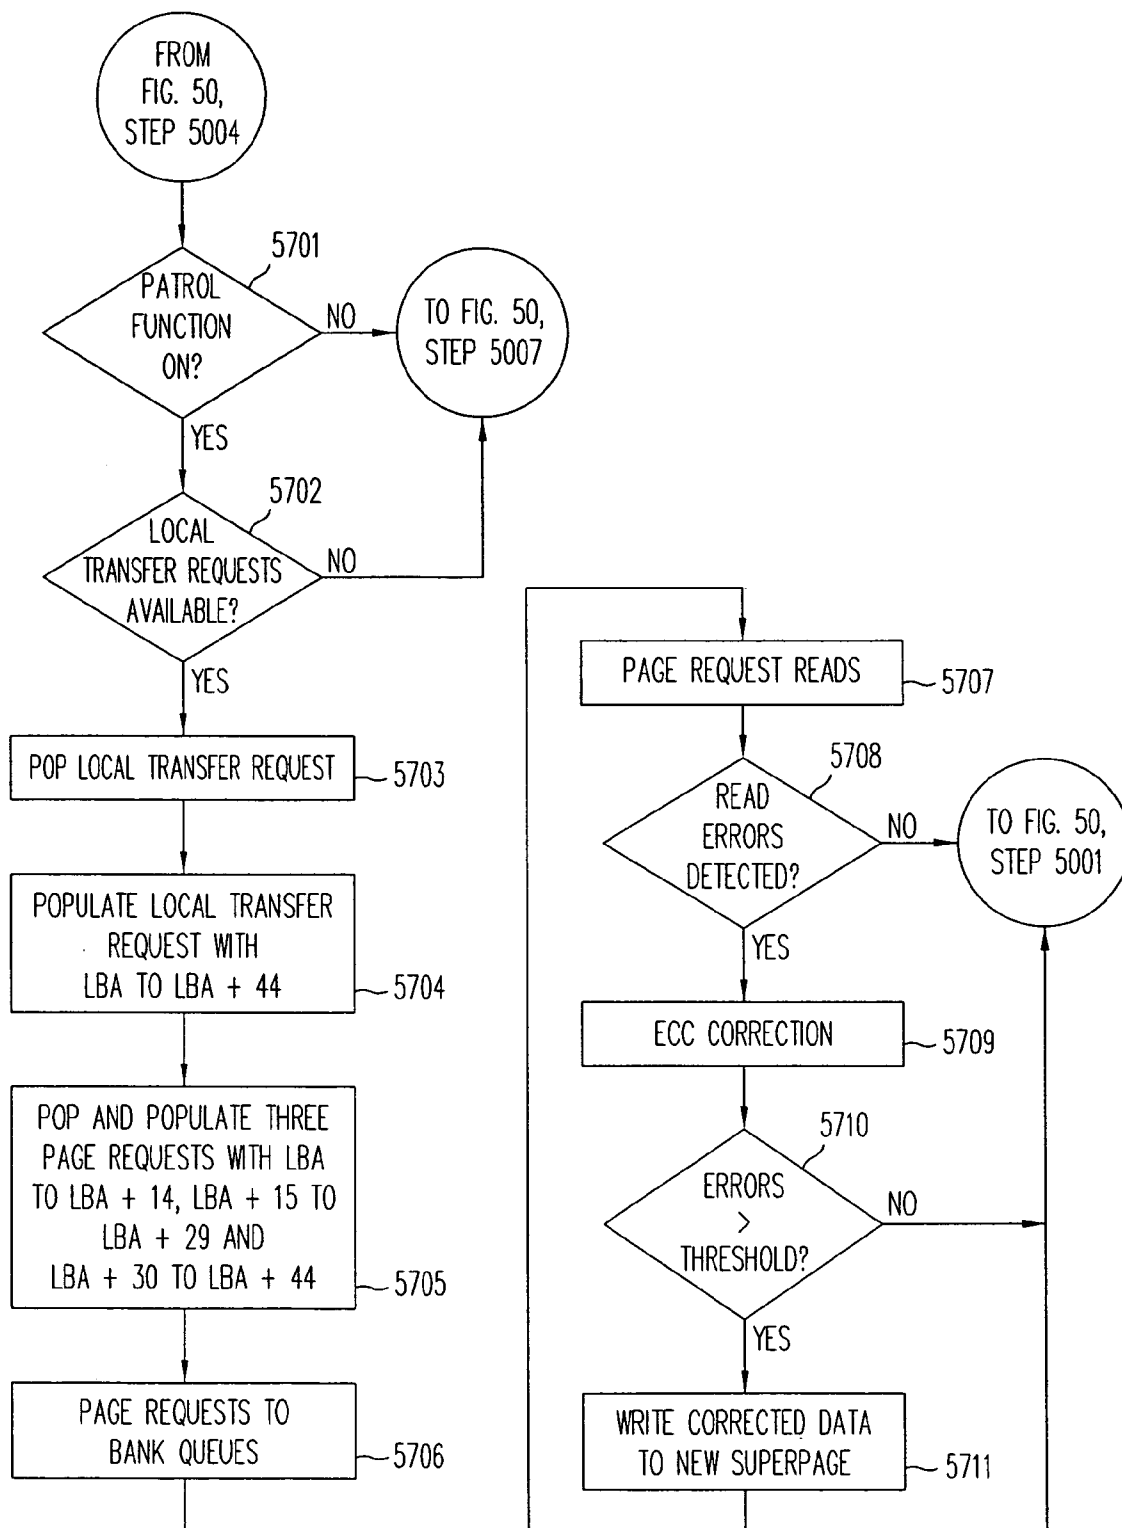 FROM
FIG. 50,
STEP 5004
5701
PATROL
FUNCTION
ON?
NO
TO FIG. 50,
STEP 5007
YES
5702
LOCAL
TRANSFER REQUESTS
AVAILABLE?
NO
YES
POP LOCAL TRANSFER REQUEST
5703
POPULATE LOCAL TRANSFER
REQUEST WITH
LBA TO LBA + 44
5704
POP AND POPULATE THREE
PAGE REQUESTS WITH LBA
TO LBA + 14, LBA + 15 TO
LBA + 29 AND
LBA + 30 TO LBA + 44
5705
PAGE REQUESTS TO
BANK QUEUES
5706
PAGE REQUEST READS
5707
5708
READ
ERRORS
DETECTED?
NO
TO FIG. 50,
STEP 5001
YES
ECC CORRECTION
5709
5710
ERRORS
>
THRESHOLD?
NO
YES
WRITE CORRECTED DATA
TO NEW SUPERPAGE
5711